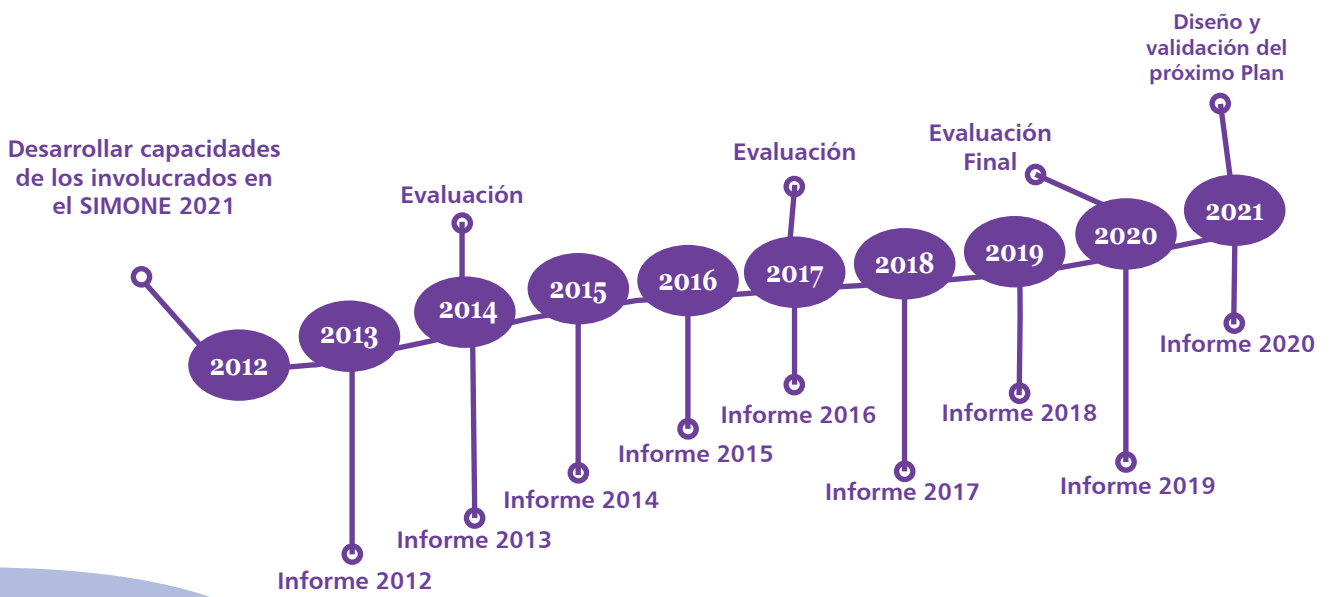 Diseño y
validación del
próximo Plan
Desarrollar capacidades
de los involucrados en
el SIMONE 2021
Evaluación
Evaluación
Evaluación
Final
2012
2013
2014
2015
2016
2017
2018
2019
2020
2021
Informe 2012
Informe 2013
Informe 2014
Informe 2015
Informe 2016
Informe 2017
Informe 2018
Informe 2019
Informe 2020